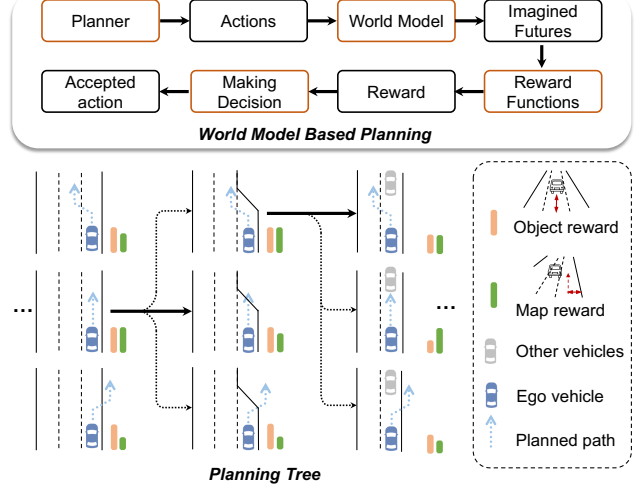 Planner
Actions
World Model
Imagined
Futures
Accepted
action
Making
Decision
Reward
Reward
Functions
World Model Based Planning
Object reward
Map reward
...
...
Other vehicles
Ego vehicle
Planned path
Planning Tree